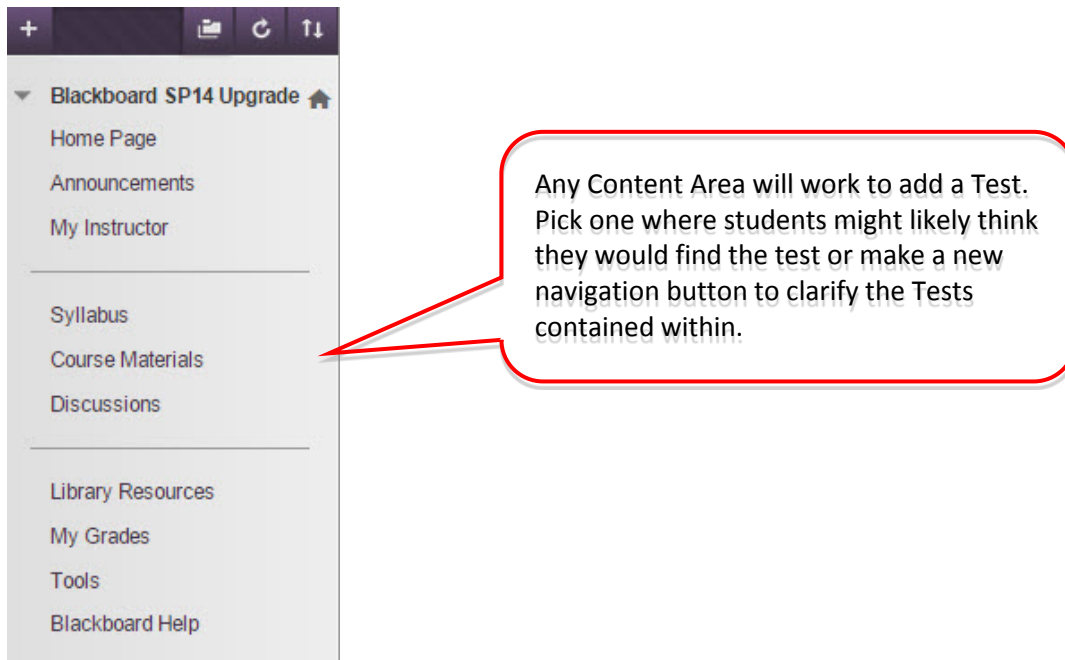 Blackboard SP14 Upgrade
Home Page
Announcements
My Instructor
Syllabus
Course Materials
Discussions
Library Resources
My Grades
Tools
Blackboard Help
Any Content Area will work to add a Test.
Pick one where students might likely think
they would find the test or make a new
navigation button to clarify the Tests
contained within.